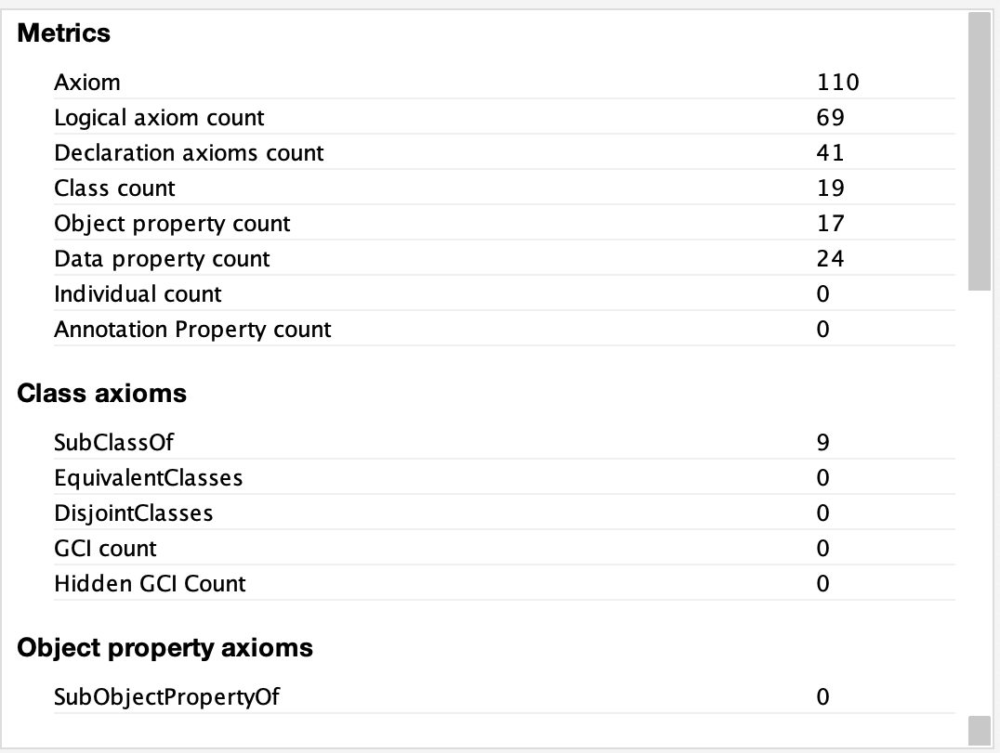 Metrics
Axiom 110
Logical axiom count 69
Declaration axioms count 41
Class count 19
Object property count 17
Data property count 24
Individual count 0
Annotation Property count 0
Class axioms
SubClassOf 9
EquivalentClasses 0
DisjointClasses 0
GCI count 0
Hidden GCI Count 0
Object property axioms
SubObjectPropertyOf 0